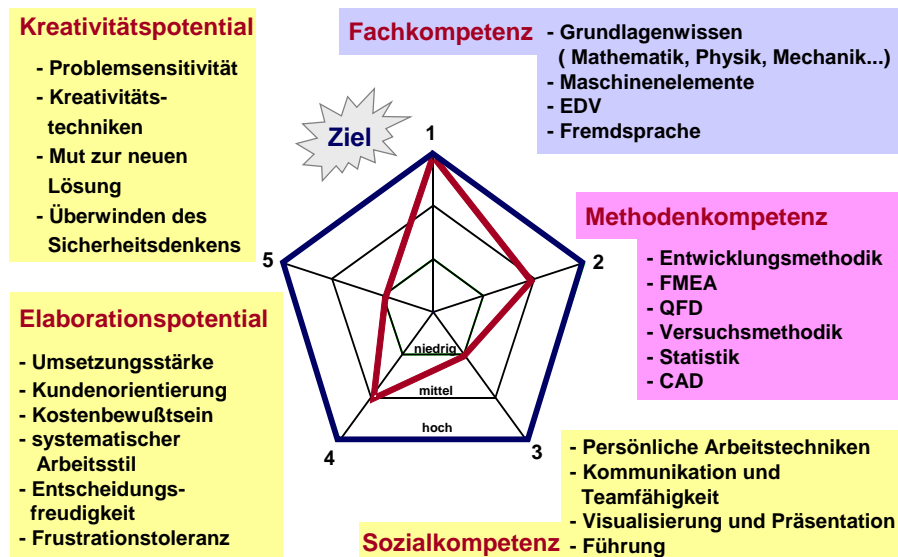 Kreativitätspotential
- Problemsensitivität
- Kreativitäts-
techniken
- Mut zur neuen
Lösung
- Überwinden des
Sicherheitsdenkens
Fachkompetenz
- Grundlagenwissen
( Mathematik, Physik, Mechanik...)
- Maschinenelemente
- EDV
- Fremdsprache
Ziel
1
2
3
4
5
niedrig
mittel
hoch
Methodenkompetenz
- Entwicklungsmethodik
- FMEA
- QFD
- Versuchsmethodik
- Statistik
- CAD
Elaborationspotential
- Umsetzungsstärke
- Kundenorientierung
- Kostenbewußtsein
- systematischer
Arbeitsstil
- Entscheidungs-
freudigkeit
- Frustrationstoleranz
Sozialkompetenz
- Persönliche Arbeitstechniken
- Kommunikation und
Teamfähigkeit
- Visualisierung und Präsentation
- Führung